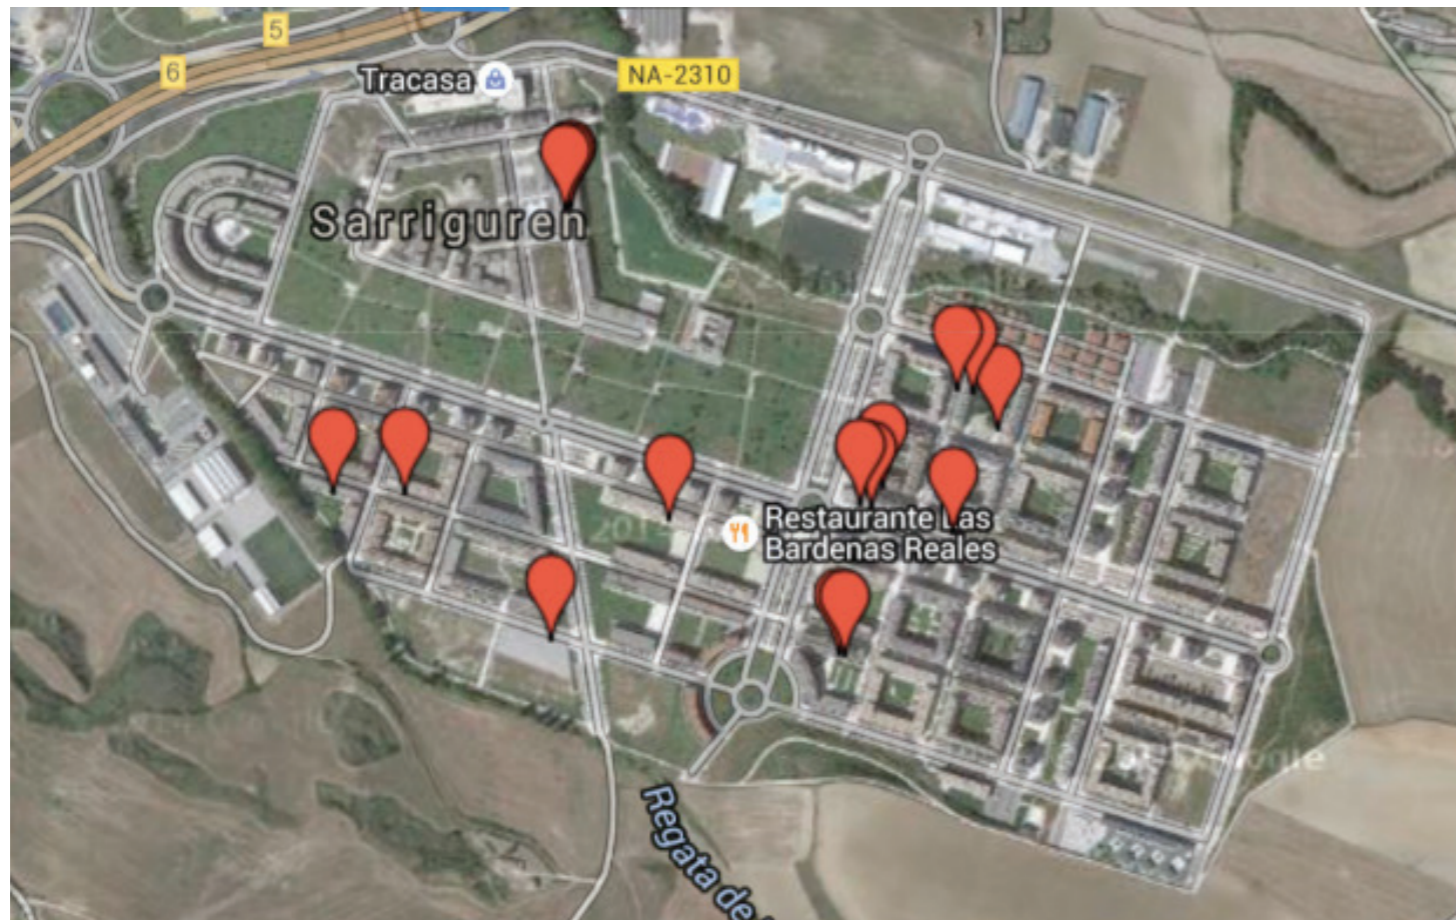 5
6
Tracasa
NA-2310
Sarriguren
Restaurante Las
Bardenas Reales
Regata de